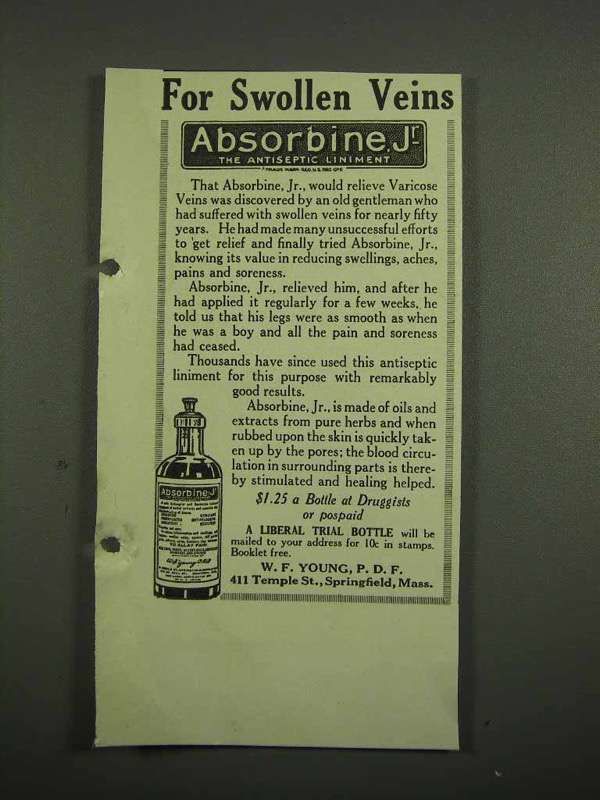 For Swollen Veins
Absorbine, Jr.
THE ANTISEPTIC LINIMENT
TRADE MARK REG. U.S. PAT. OFF.
That Absorbine, Jr., would relieve Varicose
Veins was discovered by an old gentleman who
had suffered with swollen veins for nearly fifty
years. He had made many unsuccessful efforts
to get relief and finally tried Absorbine, Jr.,
knowing its value in reducing swellings, aches,
pains and soreness.
Absorbine, Jr., relieved him, and after he
had applied it regularly for a few weeks, he
told us that his legs were as smooth as when
he was a boy and all the pain and soreness
had ceased.
Thousands have since used this antiseptic
liniment for this purpose with remarkably
good results.
Absorbine, Jr., is made of oils and
extracts from pure herbs and when
rubbed upon the skin is quickly tak-
en up by the pores; the blood circu-
lation in surrounding parts is there-
by stimulated and healing helped.
$1.25 a Bottle at Druggists
or pospaid
A LIBERAL TRIAL BOTTLE will be
mailed to your address for 10c in stamps.
Booklet free.
W. F. YOUNG, P. D. F.
411 Temple St., Springfield, Mass.
Absorbine, Jr.